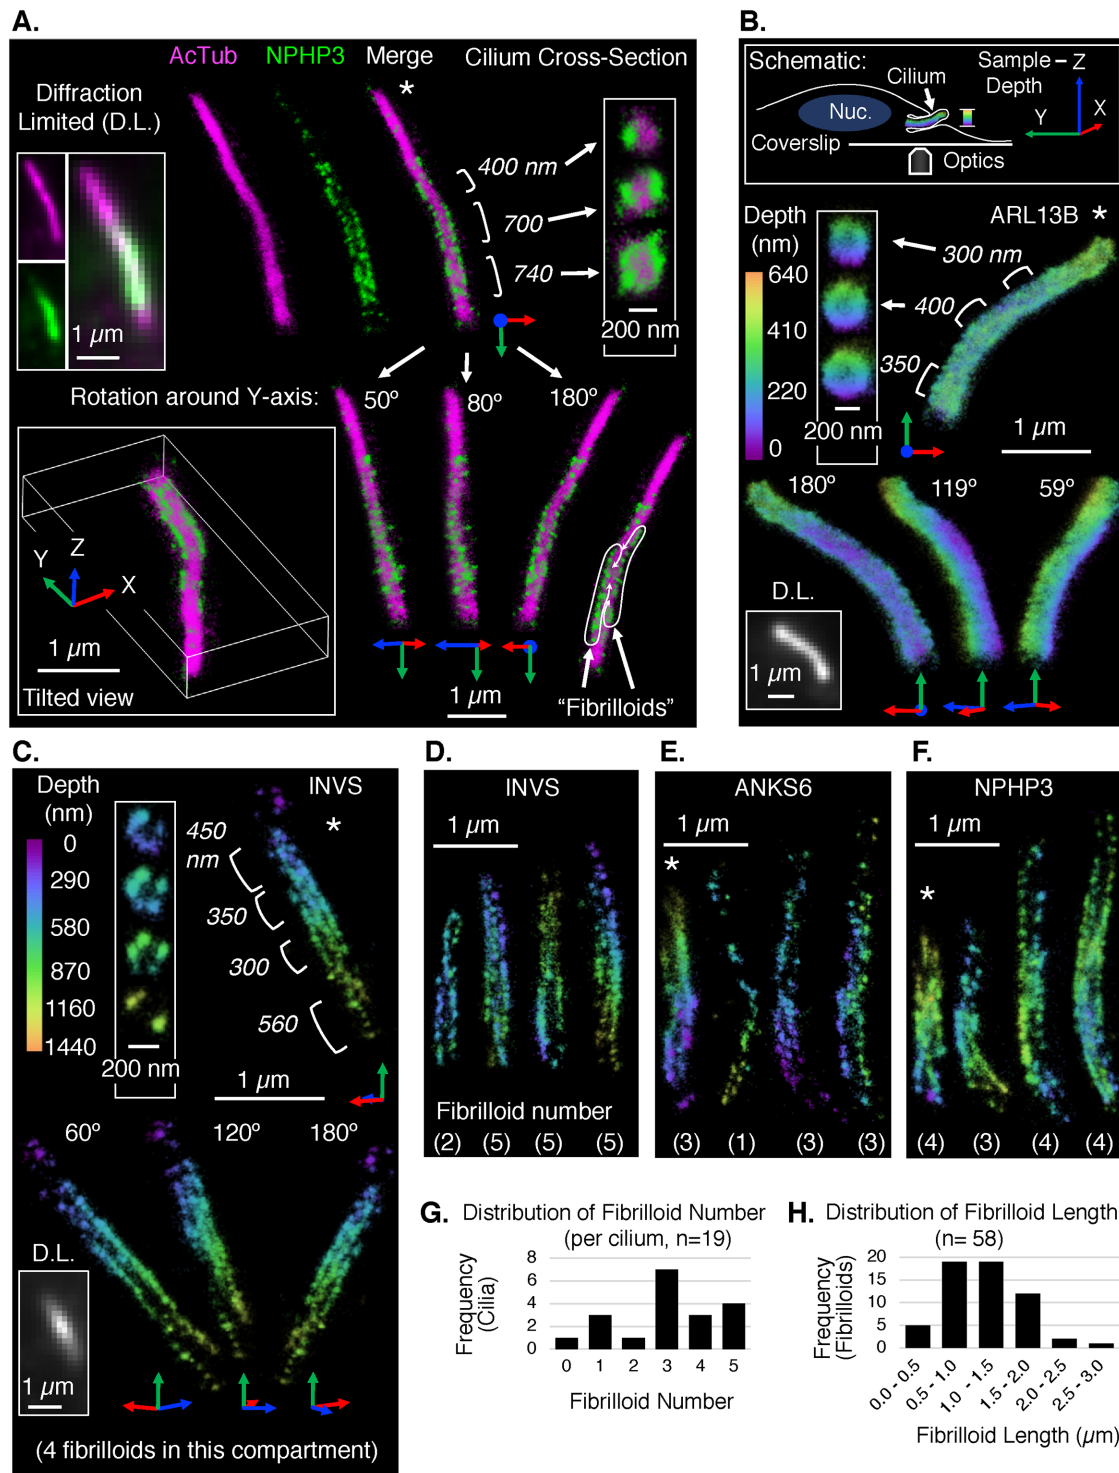 A.
AcTub NPHP3 Merge Cilium Cross-Section
*
Diffraction
Limited (D.L.)
400 nm
700
740
1 µm
200 nm
Rotation around Y-axis: 50º 80º 180º
Y Z X
1 µm
Tilted view
1 µm
“Fibrilloids”
B.
Schematic:
Cilium
Sample
Depth
Z
Y
X
Nuc.
Coverslip
Optics
Depth
(nm)
640
410
220
0
ARL13B *
300 nm
400
350
200 nm
1 µm
180º 119º 59º
D.L.
1 µm
C.
Depth
(nm)
0
290
580
870
1160
1440
INVS
*
450
nm
350
300
560
200 nm
1 µm
60º 120º 180º
D.L.
1 µm
(4 fibrilloids in this compartment)
D.
INVS
1 µm
Fibrilloid number
(2) (5) (5) (5)
E.
ANKS6
1 µm
*
(3) (1) (3) (3)
F.
NPHP3
1 µm
*
(4) (3) (4) (4)
G. Distribution of Fibrilloid Number
(per cilium, n=19)
Frequency
(Cilia)
8
6
4
2
0
0 1 2 3 4 5
Fibrilloid Number
H. Distribution of Fibrilloid Length
(n= 58)
Frequency
(Fibrilloids)
20
15
10
5
0
0.0 - 0.5
0.5 - 1.0
1.0 - 1.5
1.5 - 2.0
2.0 - 2.5
2.5 - 3.0
Fibrilloid Length (µm)